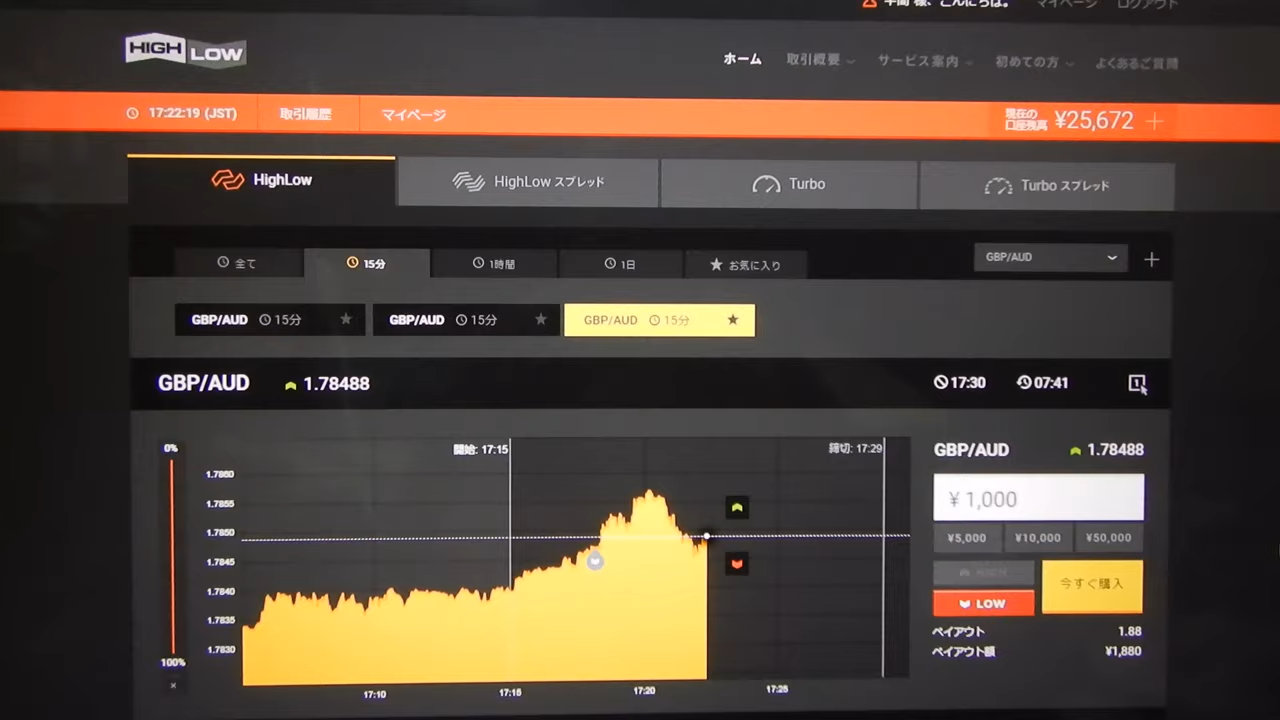 マイページ ログアウト
HIGH LOW
ホーム 取引概要 サービス案内 初めての方 よくあるご質問
17:22:19 (JST) 取引履歴 マイページ
現在の
口座残高 ¥25,672
HighLow HighLow スプレッド Turbo Turbo スプレッド
全て 15分 1時間 1日 お気に入り GBP/AUD
GBP/AUD 15分 GBP/AUD 15分 GBP/AUD 15分
GBP/AUD 1.78488 17:30 07:41 1
0%
100%
×
開始: 17:15 締切: 17:29
1.7860
1.7855
1.7850
1.7845
1.7840
1.7835
1.7830
17:10 17:15 17:20 17:25
GBP/AUD 1.78488
¥ 1,000
¥5,000 ¥10,000 ¥50,000
HIGH
LOW
今すぐ購入
ペイアウト 1.88
ペイアウト額 ¥1,880